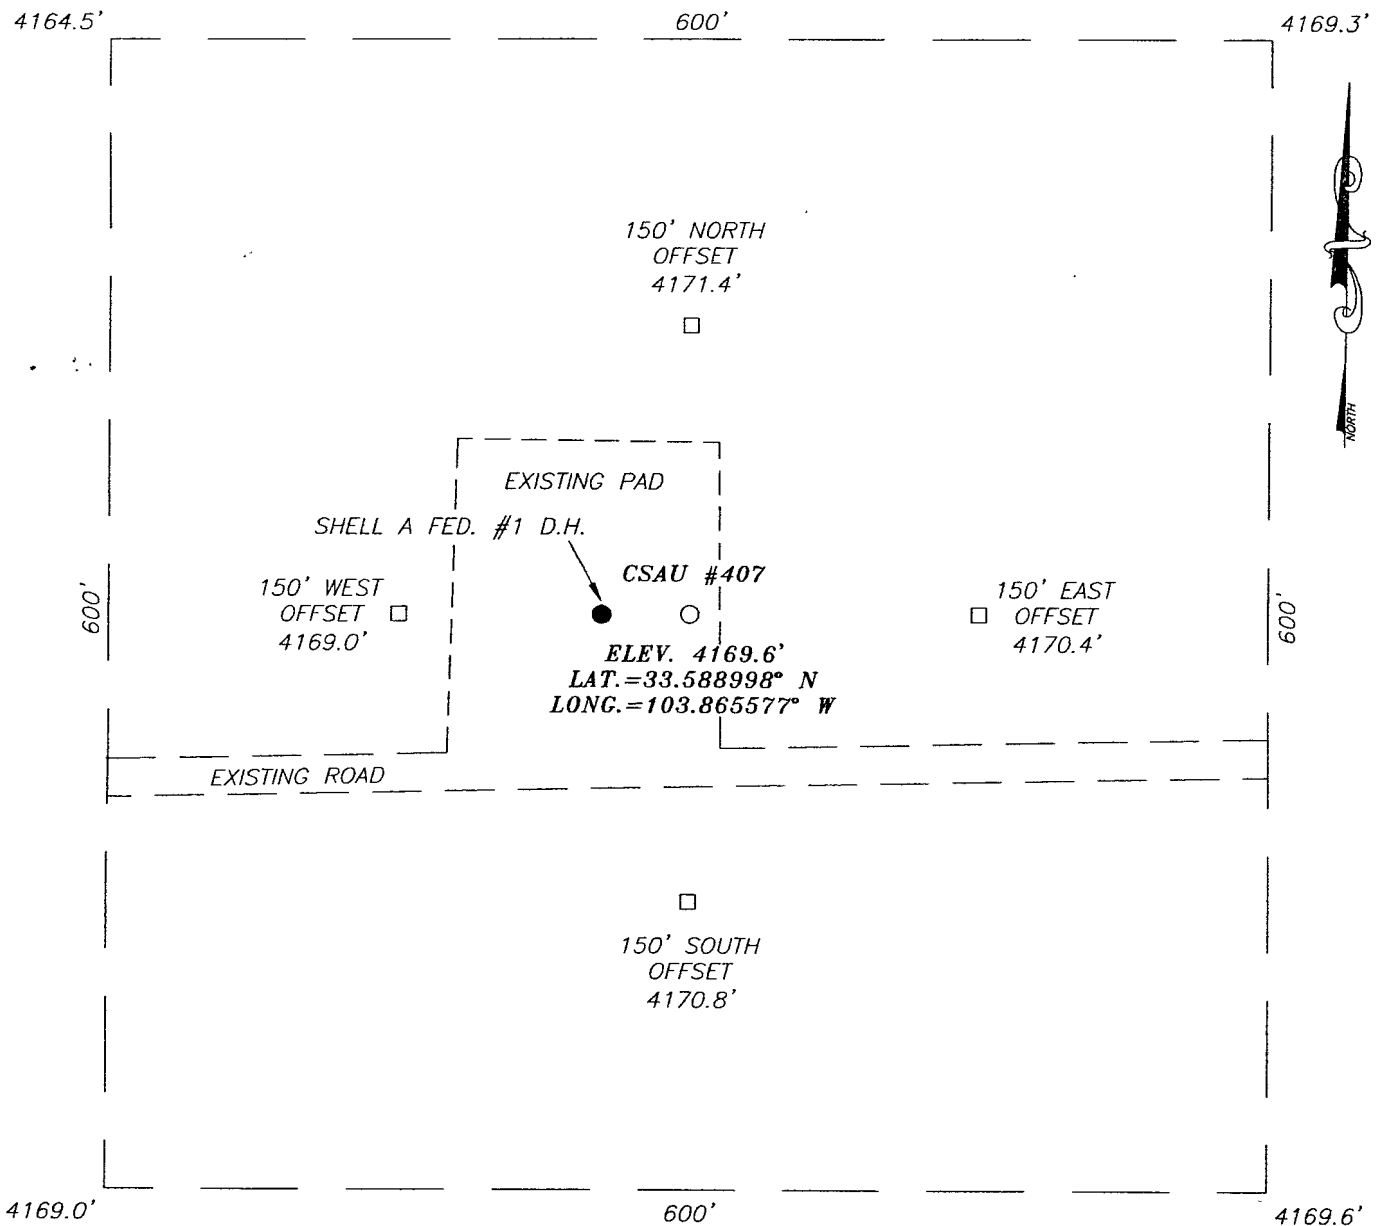 4164.5'
600'
4169.3'
150' NORTH
OFFSET
4171.4'
NORTH
EXISTING PAD
SHELL A FED. #1 D.H.
CSAU #407
600'
150' WEST
OFFSET
4169.0'
150' EAST
OFFSET
4170.4'
600'
ELEV. 4169.6'
LAT.=33.588998° N
LONG.=103.865577° W
EXISTING ROAD
150' SOUTH
OFFSET
4170.8'
4169.0'
600'
4169.6'